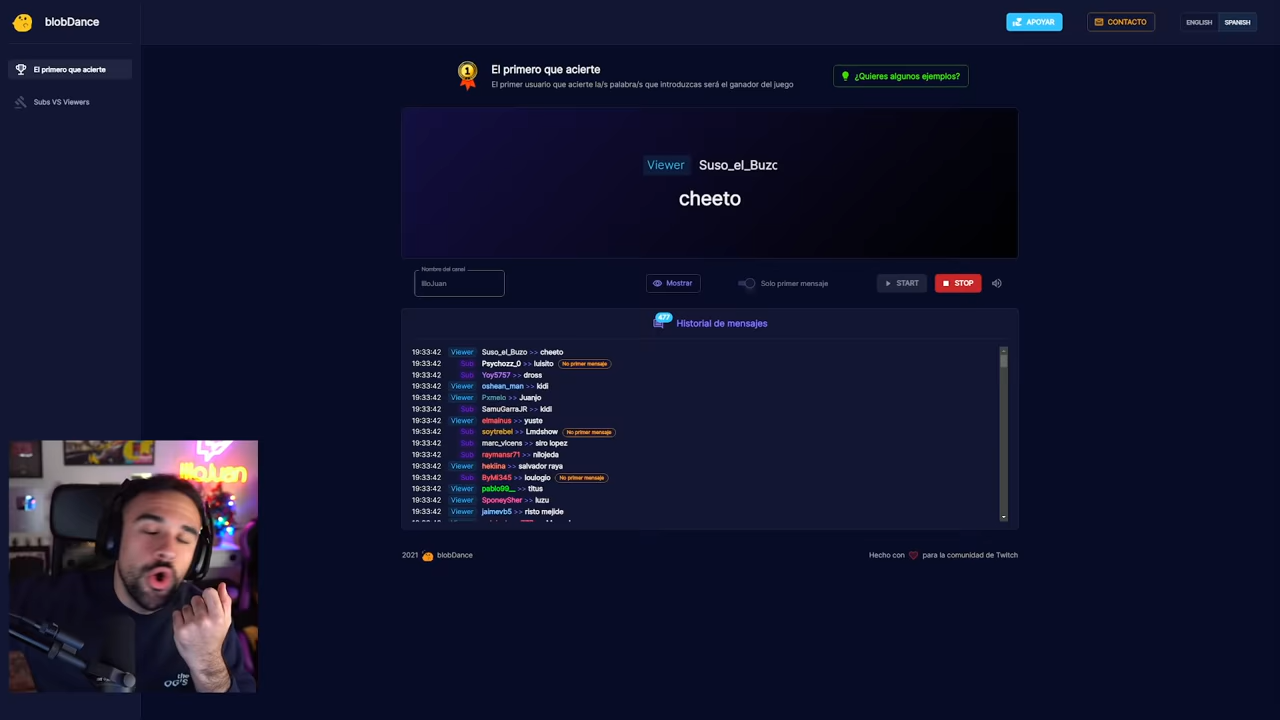 blobDance
APOYAR
CONTACTO
ENGLISH
SPANISH
El primero que acierte
Subs VS Viewers
1
El primero que acierte
El primer usuario que acierte la/s palabra/s que introduzcas será el ganador del juego
¿Quieres algunos ejemplos?
Viewer Suso_el_Buzo
cheeto
Nombre del canal
IlloJuan
Mostrar
Solo primer mensaje
START
STOP
477
Historial de mensajes
19:33:42 Viewer Suso_el_Buzo >> cheeto
19:33:42 Sub Psychozz_0 >> luisito No primer mensaje
19:33:42 Sub Yoy5757 >> dross
19:33:42 Viewer oshean_man >> kidi
19:33:42 Viewer Pxmelo >> Juanjo
19:33:42 Sub SamuGarraJR >> kidi
19:33:42 Viewer elmainus >> yuste
19:33:42 Sub soytrebel >> Lmdshow No primer mensaje
19:33:42 Sub marc_vicens >> siro lopez
19:33:42 Sub raymansr71 >> nilojeda
19:33:42 Viewer hekiina >> salvador raya
19:33:42 Sub ByMi345 >> loulogio No primer mensaje
19:33:42 Viewer pablo99__ >> titus
19:33:42 Viewer SponeySher >> luzu
19:33:42 Viewer jaimevb5 >> risto mejide
2021 blobDance
Hecho con para la comunidad de Twitch
IlloJuan
the
OG'S